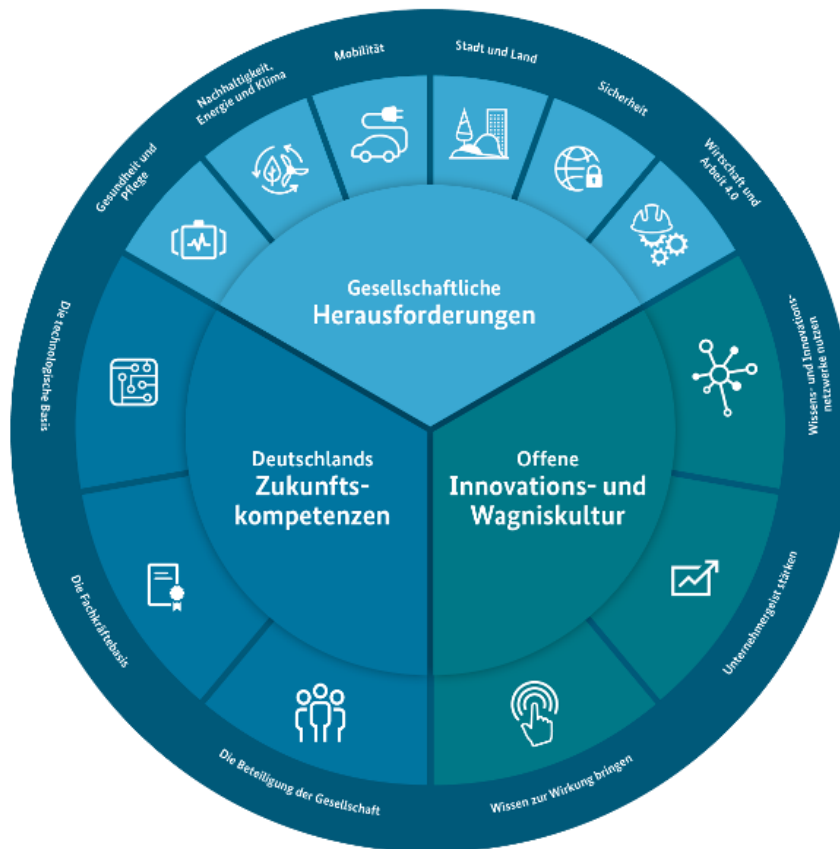 Gesundheit und
Pflege
Nachhaltigkeit,
Energie und Klima
Mobilität
Stadt und Land
Sicherheit
Wirtschaft und
Arbeit 4.0
Gesellschaftliche
Herausforderungen
Die technologische Basis
Die Fachkräftebasis
Die Beteiligung der Gesellschaft
Deutschlands
Zukunfts-
kompetenzen
Offene
Innovations- und
Wagniskultur
Wissens- und Innovations-
netzwerke nutzen
Unternehmergeist stärken
Wissen zur Wirkung bringen